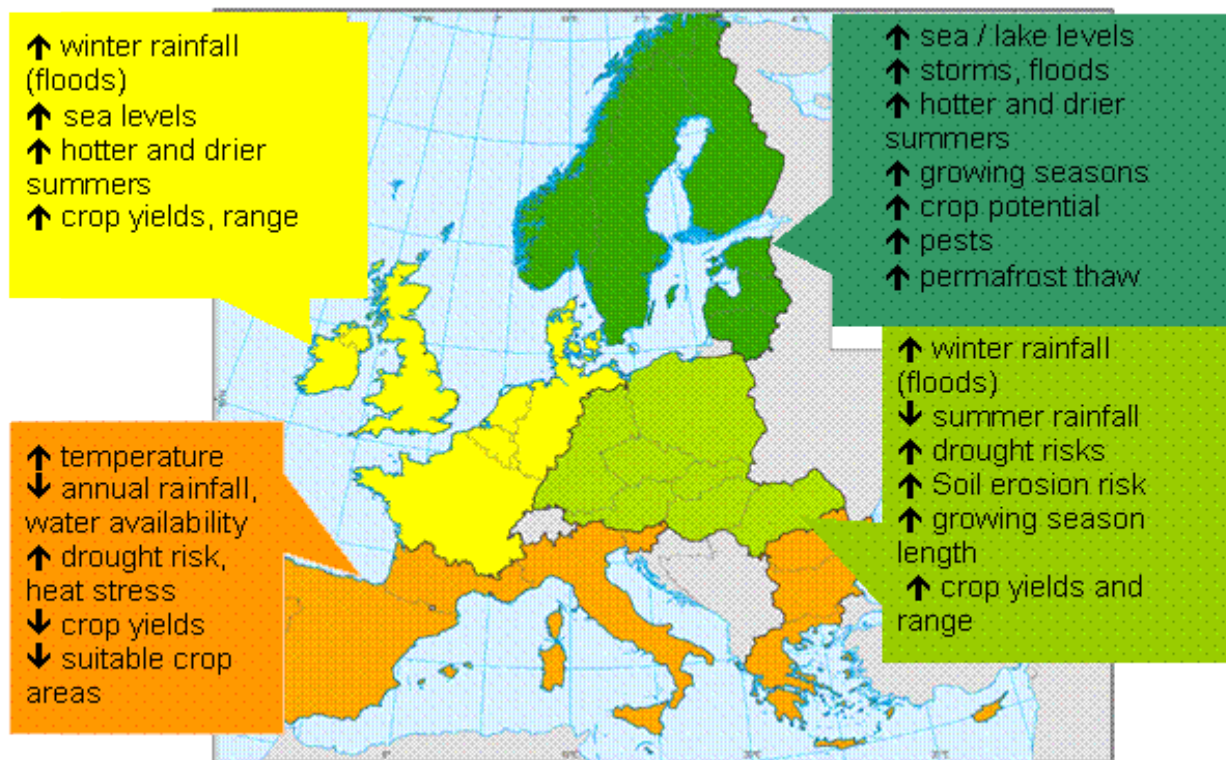 ↑ winter rainfall
(floods)
↑ sea levels
↑ hotter and drier
summers
↑ crop yields, range
↑ sea / lake levels
↑ storms, floods
↑ hotter and drier
summers
↑ growing seasons
↑ crop potential
↑ pests
↑ permafrost thaw
↑ temperature
↓ annual rainfall,
water availability
↑ drought risk,
heat stress
↓ crop yields
↓ suitable crop
areas
↑ winter rainfall
(floods)
↓ summer rainfall
↑ drought risks
↑ Soil erosion risk
↑ growing season
length
↑ crop yields and
range